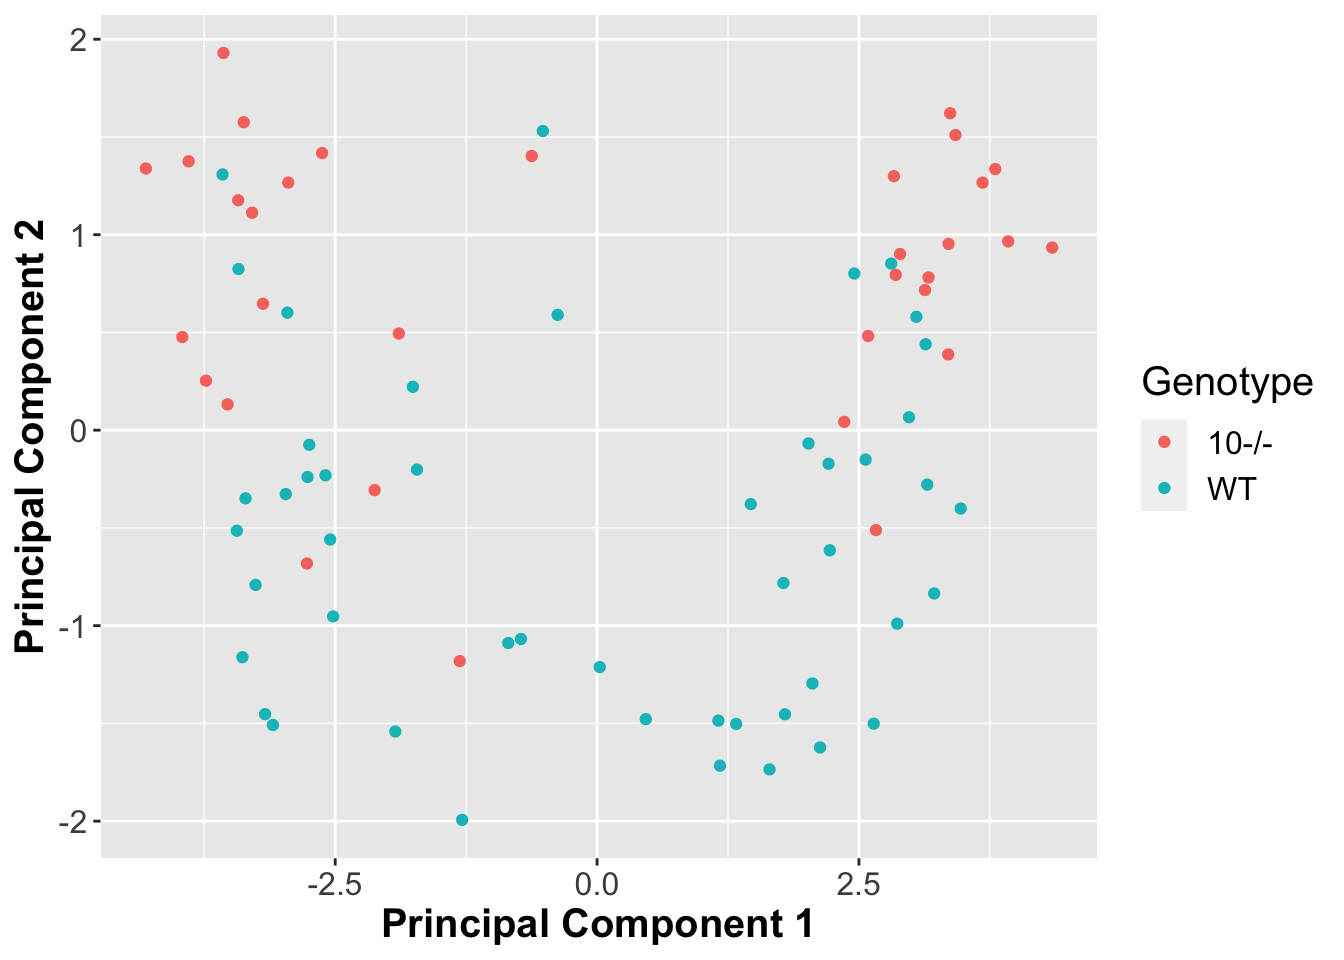 2
1
0
-1
-2
Principal Component 2
-2.5 0.0 2.5
Principal Component 1
Genotype
10-/-
WT